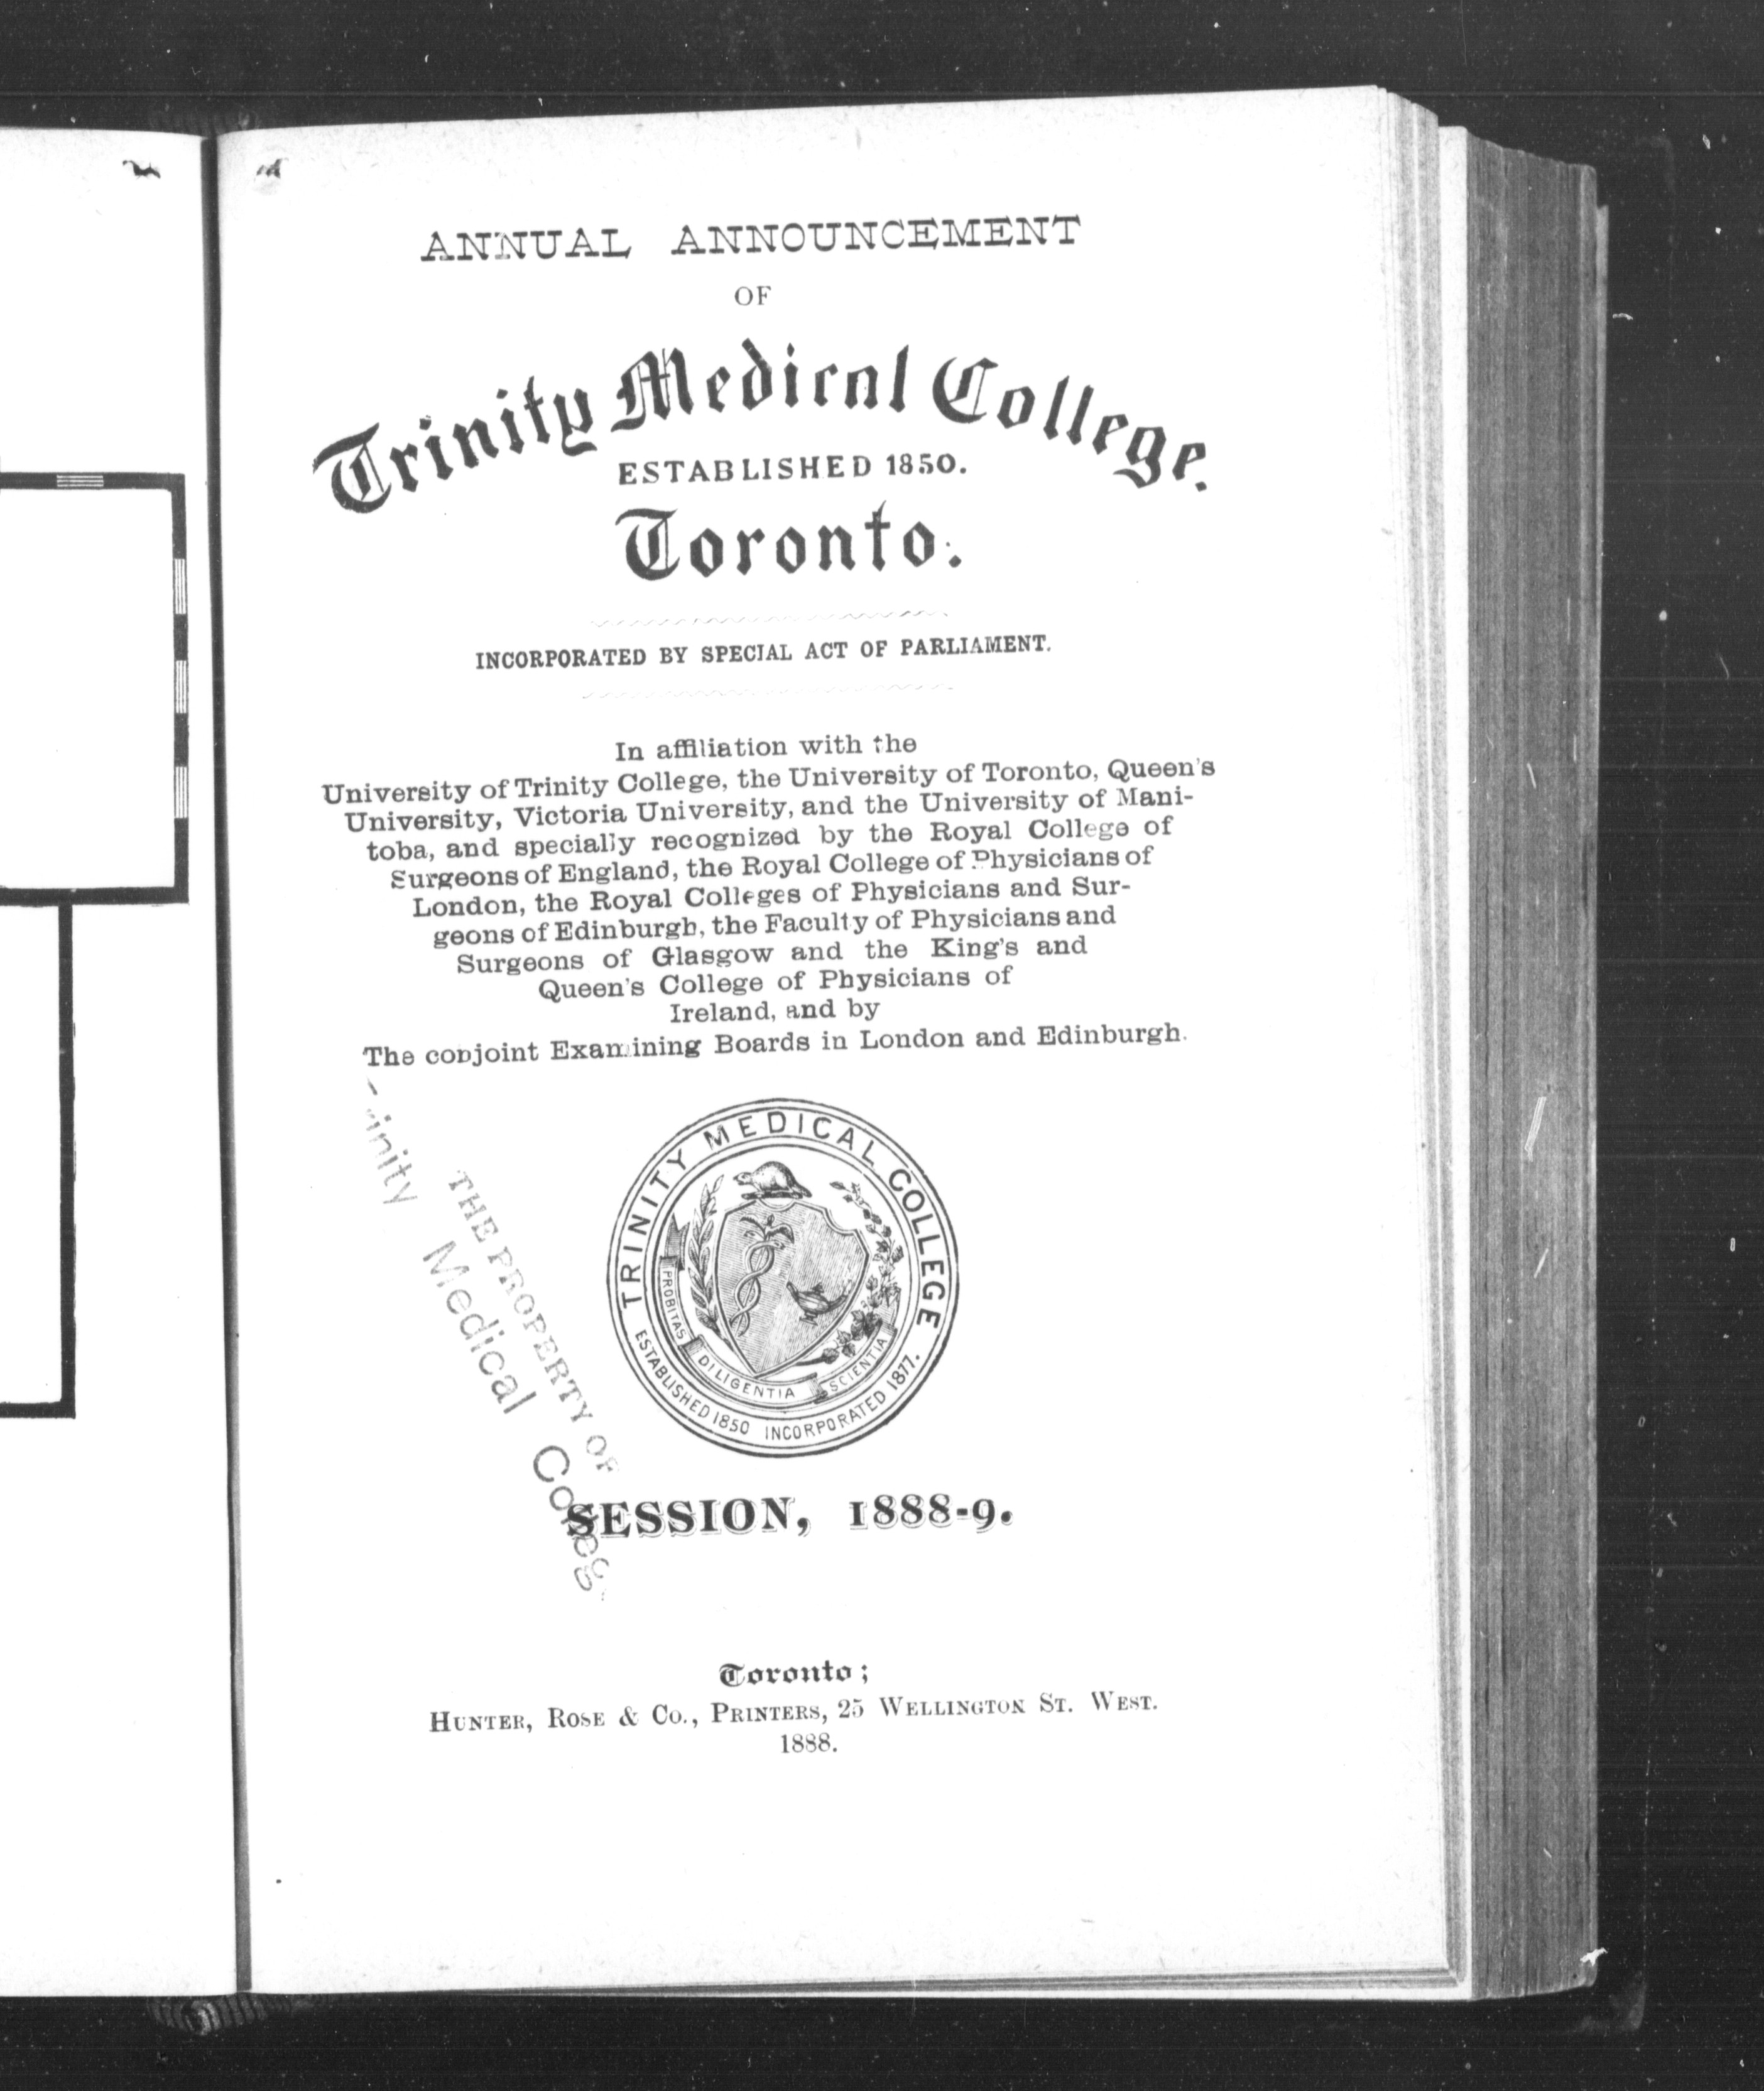 ANNUAL ANNOUNCEMENT
OF
Trinity Medical College.
ESTABLISHED 1850.
Toronto.
INCORPORATED BY SPECIAL ACT OF PARLIAMENT.
In affiliation with the
University of Trinity College, the University of Toronto, Queen's
University, Victoria University, and the University of Mani-
toba, and specially recognized by the Royal College of
Surgeons of England, the Royal College of Physicians of
London, the Royal Colleges of Physicians and Sur-
geons of Edinburgh, the Faculty of Physicians and
Surgeons of Glasgow and the King's and
Queen's College of Physicians of
Ireland, and by
The conjoint Examining Boards in London and Edinburgh.
THE PROPERTY OF
Trinity Medical College
TRINITY MEDICAL COLLEGE
PROBITAS DILIGENTIA SCIENTIA
ESTABLISHED 1850 INCORPORATED 1877.
SESSION, 1888-9.
Toronto;
HUNTER, ROSE & CO., PRINTERS, 25 WELLINGTON ST. WEST.
1888.